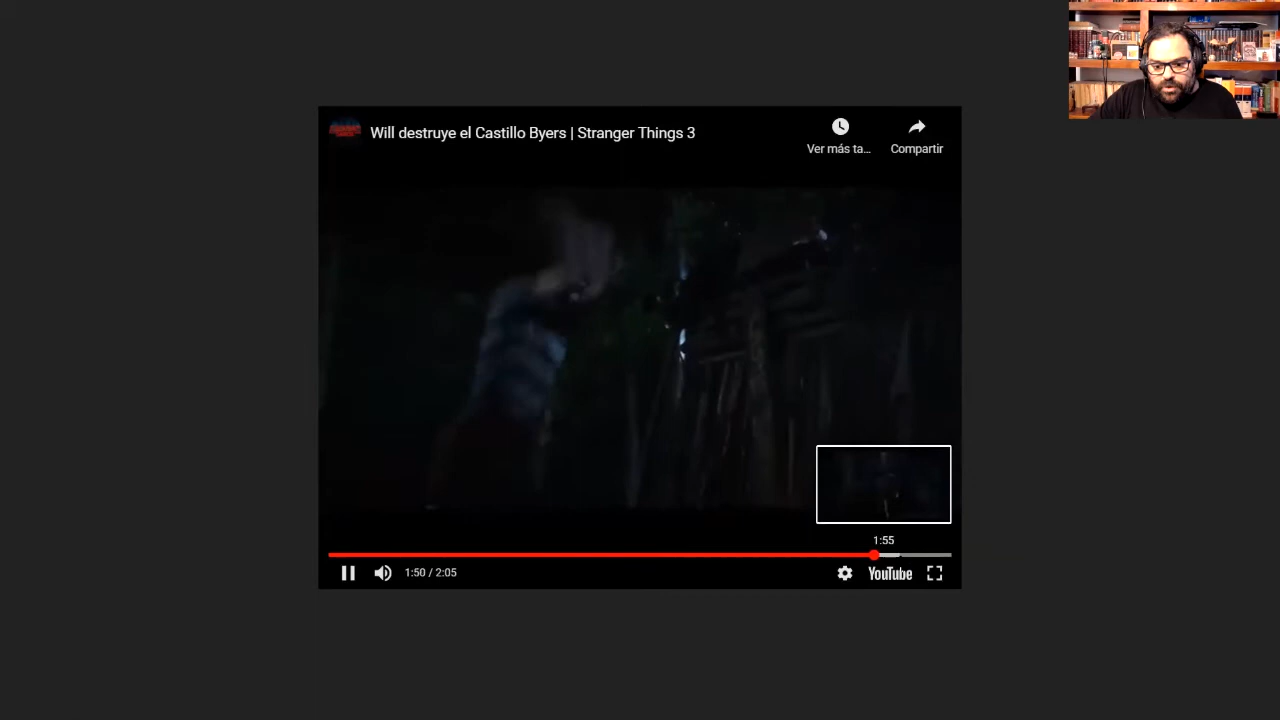 Will destruye el Castillo Byers | Stranger Things 3
Ver más ta...
Compartir
1:55
1:50 / 2:05
YouTube